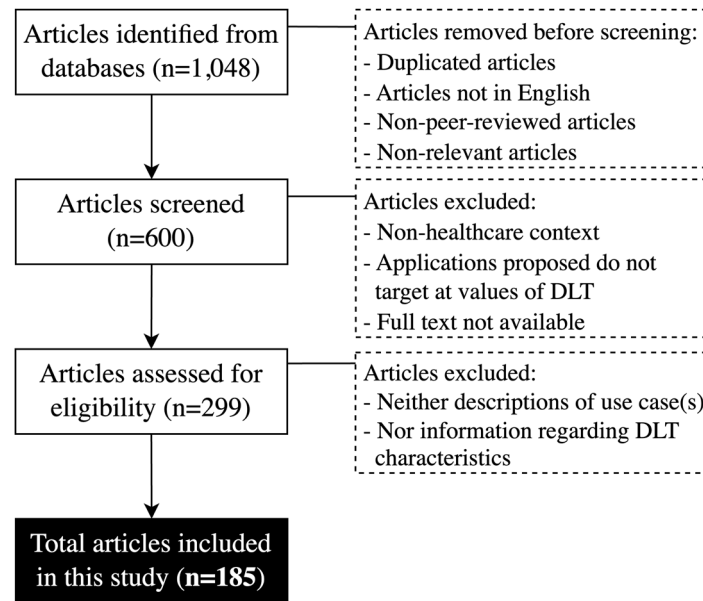 Articles identified from
databases (n=1,048)
Articles removed before screening:
- Duplicated articles
- Articles not in English
- Non-peer-reviewed articles
- Non-relevant articles
Articles screened
(n=600)
Articles excluded:
- Non-healthcare context
- Applications proposed do not
target at values of DLT
- Full text not available
Articles assessed for
eligibility (n=299)
Articles excluded:
- Neither descriptions of use case(s)
- Nor information regarding DLT
characteristics
Total articles included
in this study (n=185)